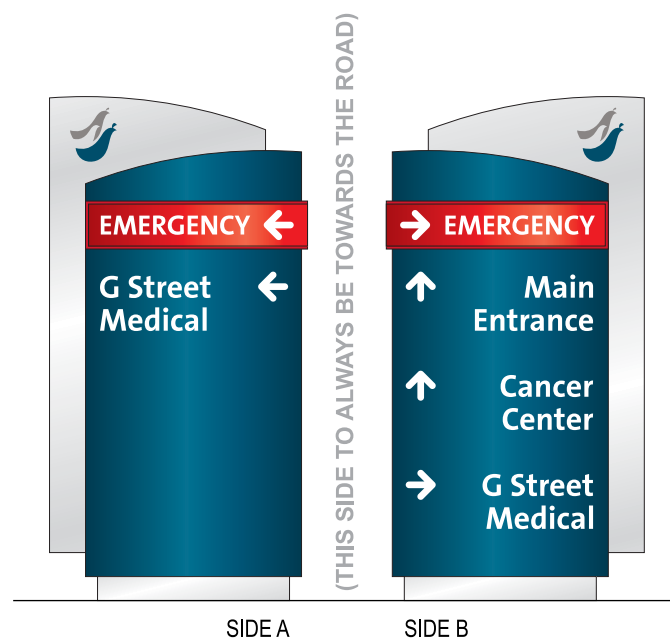 EMERGENCY
G Street
Medical
(THIS SIDE TO ALWAYS BE TOWARDS THE ROAD)
EMERGENCY
Main
Entrance
Cancer
Center
G Street
Medical
SIDE A
SIDE B